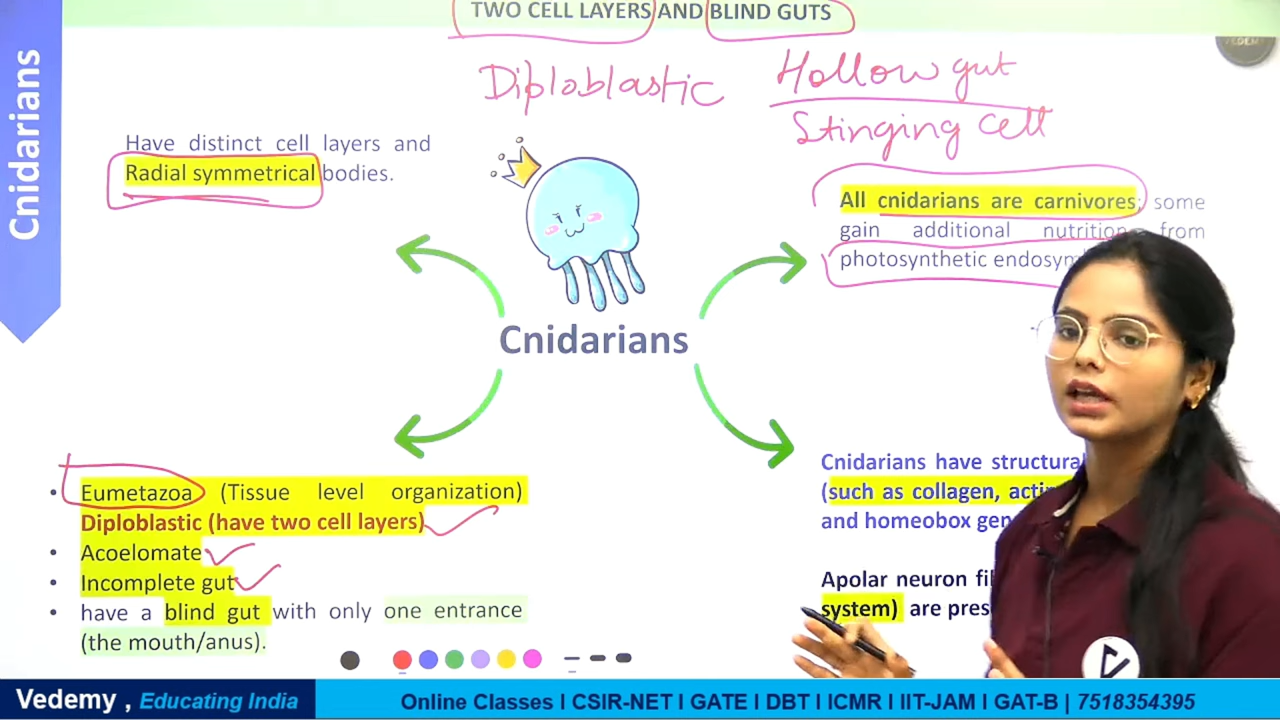 TWO CELL LAYERS AND BLIND GUTS
Cnidarians
Diploblastic
Hollow gut
Stinging cell
Have distinct cell layers and
Radial symmetrical bodies.
All cnidarians are carnivores; some
gain additional nutrition from
photosynthetic
Cnidarians
• Eumetazoa (Tissue level organization)
Diploblastic (have two cell layers)
• Acoelomate
• Incomplete gut
• have a blind gut with only one entrance
(the mouth/anus).
Cnidarians have structural
(such as collagen,
and homeobox
Apolar neuron
system) are
Vedemy , Educating India
Online Classes I CSIR-NET I GATE I DBT I ICMR I IIT-JAM I GAT-B | 7518354395